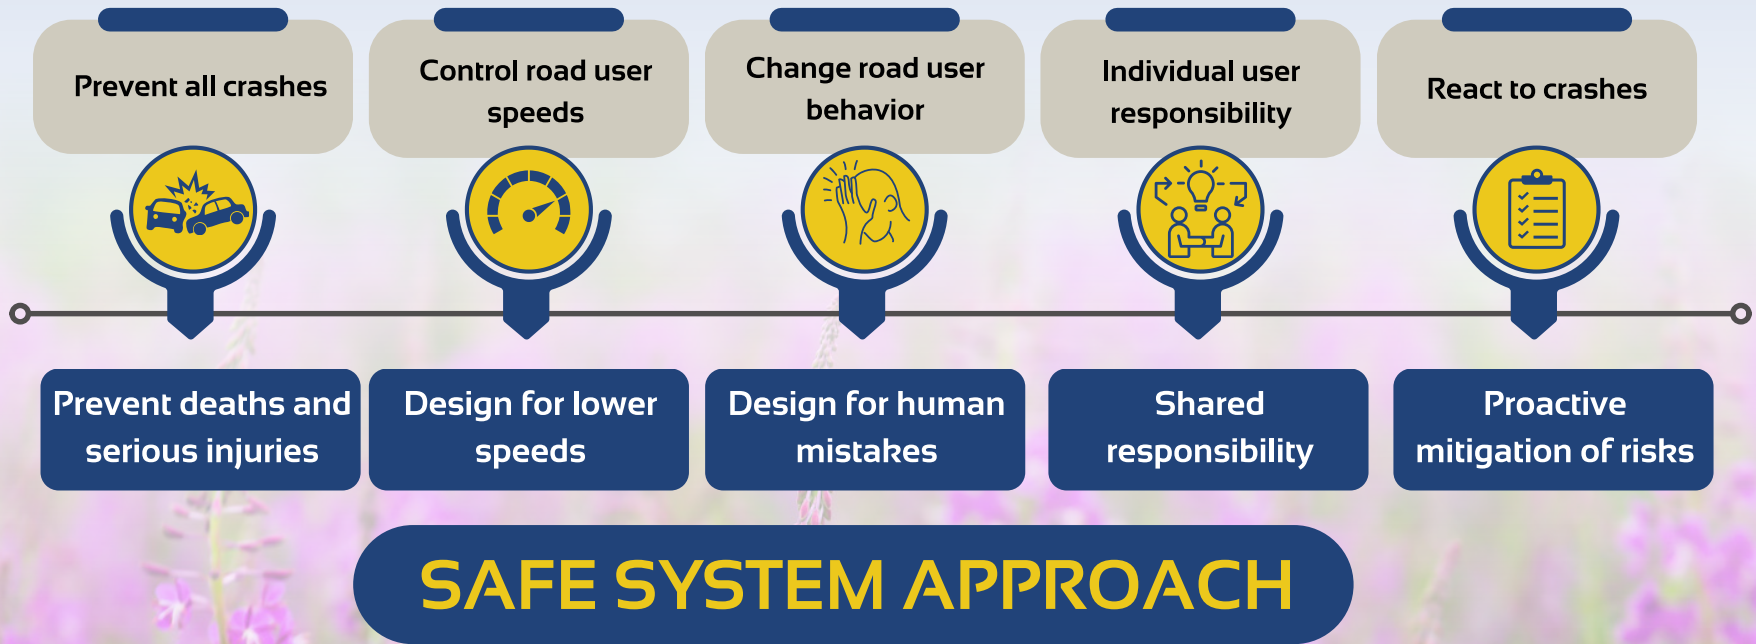 Prevent all crashes
Control road user
speeds
Change road user
behavior
Individual user
responsibility
React to crashes
Prevent deaths and
serious injuries
Design for lower
speeds
Design for human
mistakes
Shared
responsibility
Proactive
mitigation of risks
SAFE SYSTEM APPROACH